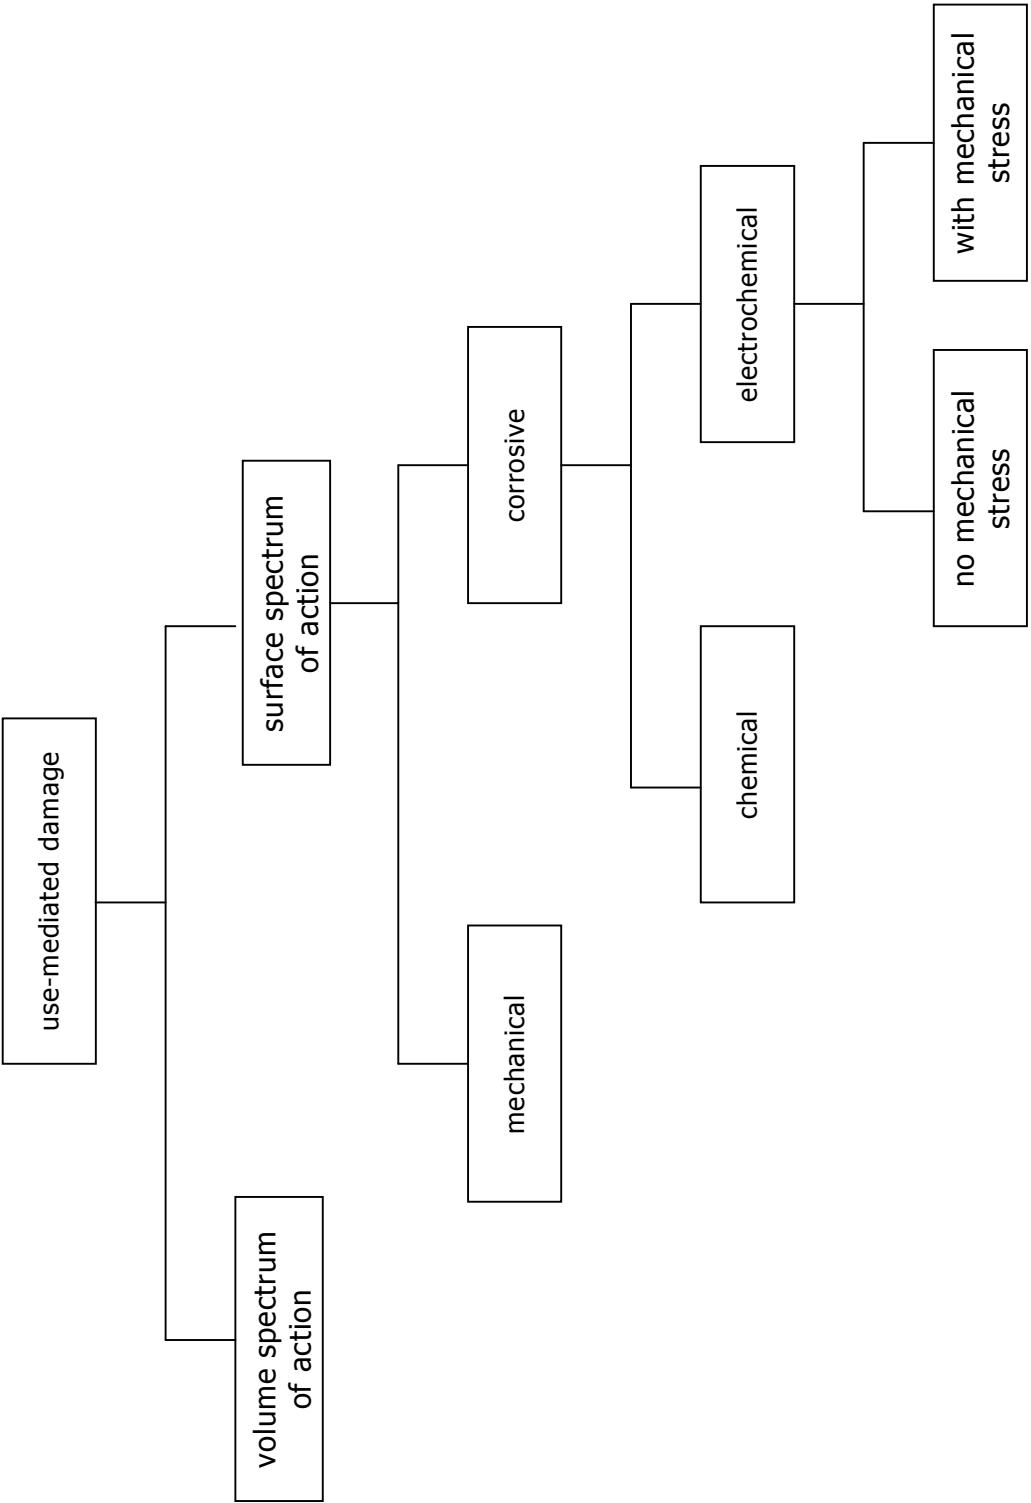 use-mediated damage
volume spectrum
of action
surface spectrum
of action
mechanical
corrosive
chemical
electrochemical
no mechanical
stress
with mechanical
stress